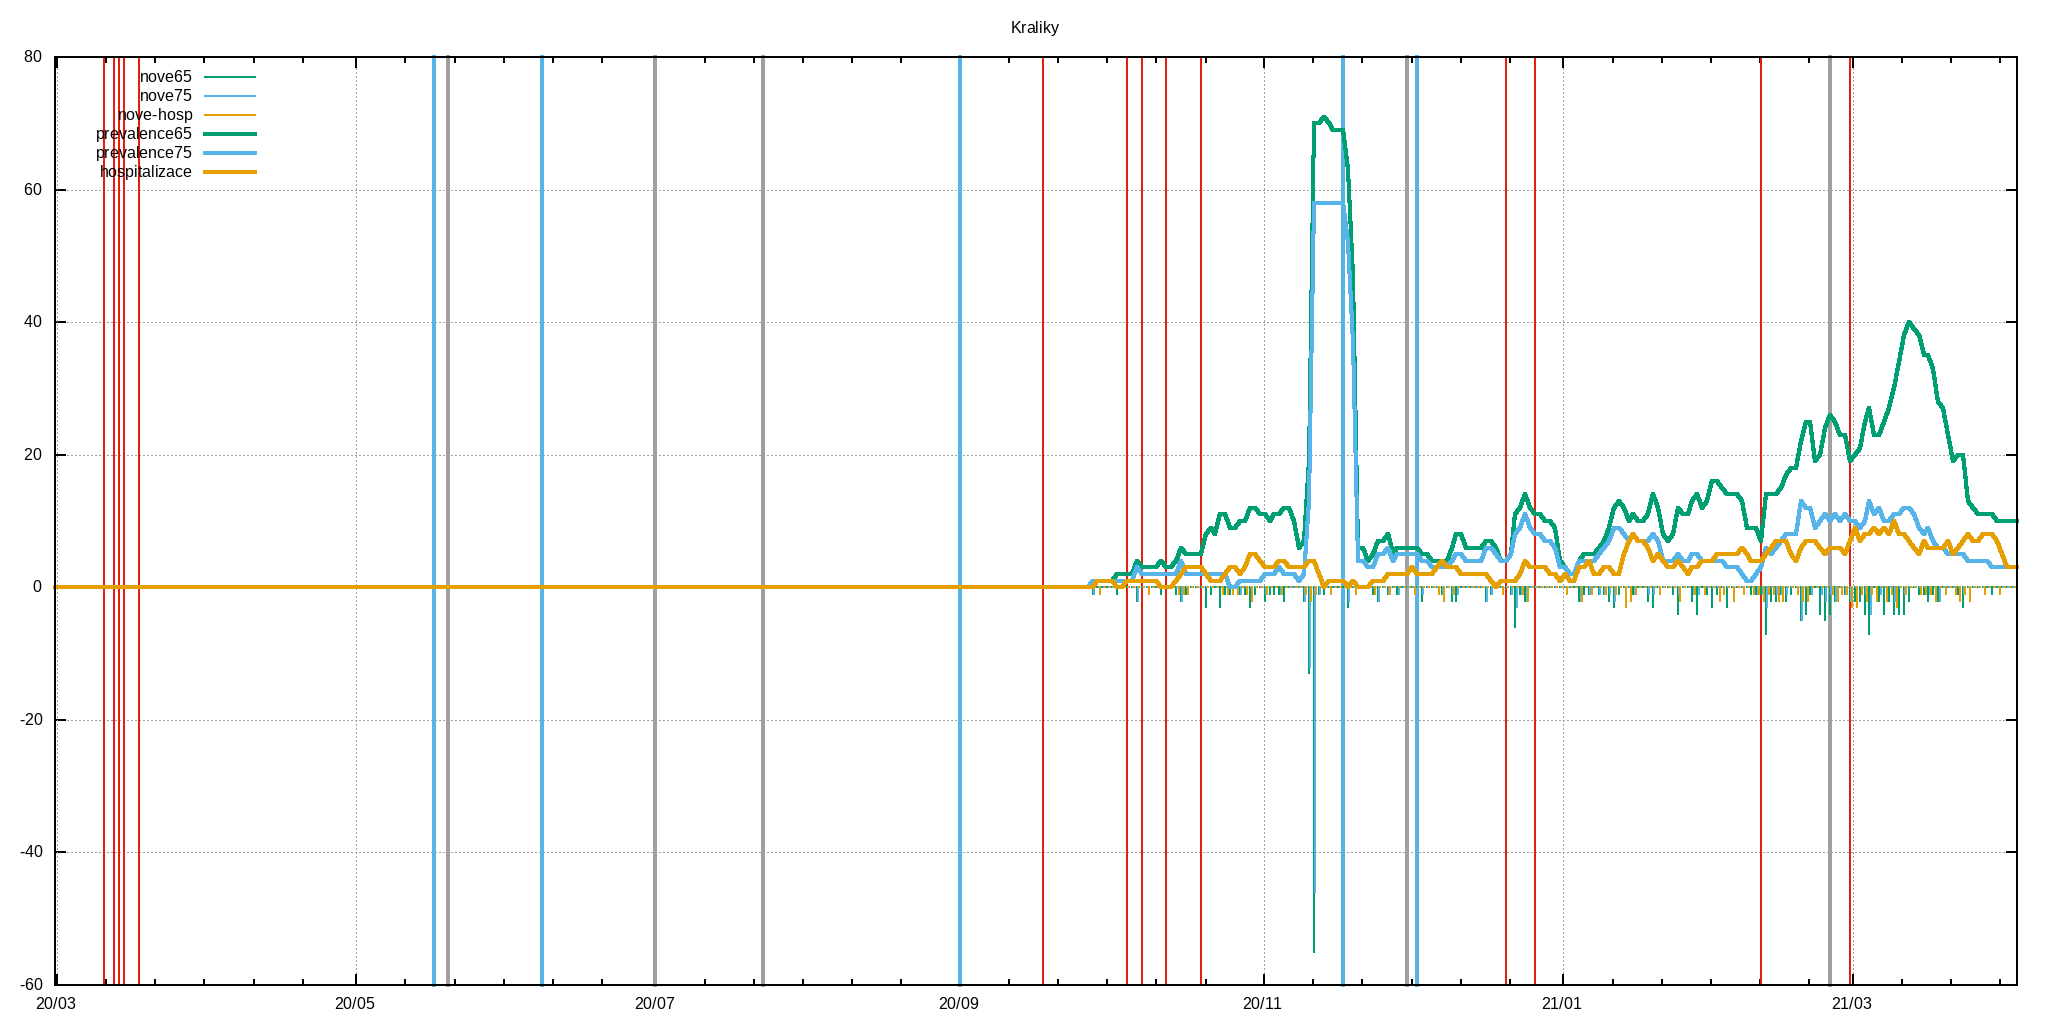 Kraliky
80
nove65
nove75
nove-hosp
prevalence65
prevalence75
hospitalizace
60
40
20
0
-20
-40
-60
20/03 20/05 20/07 20/09 20/11 21/01 21/03